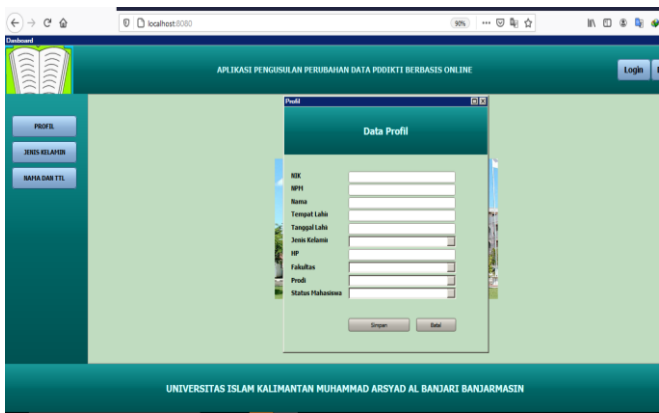 localhost:8080
90%
Dashboard
APLIKASI PENGUSULAN PERUBAHAN DATA PDDIKTI BERBASIS ONLINE
Login
PROFIL
JENIS KELAMIN
NAMA DAN TTL
Profil
Data Profil
NIK
NPM
Nama
Tempat Lahir
Tanggal Lahir
Jenis Kelamin
HP
Fakultas
Prodi
Status Mahasiswa
Simpan Batal
UNIVERSITAS ISLAM KALIMANTAN MUHAMMAD ARSYAD AL BANJARI BANJARMASIN